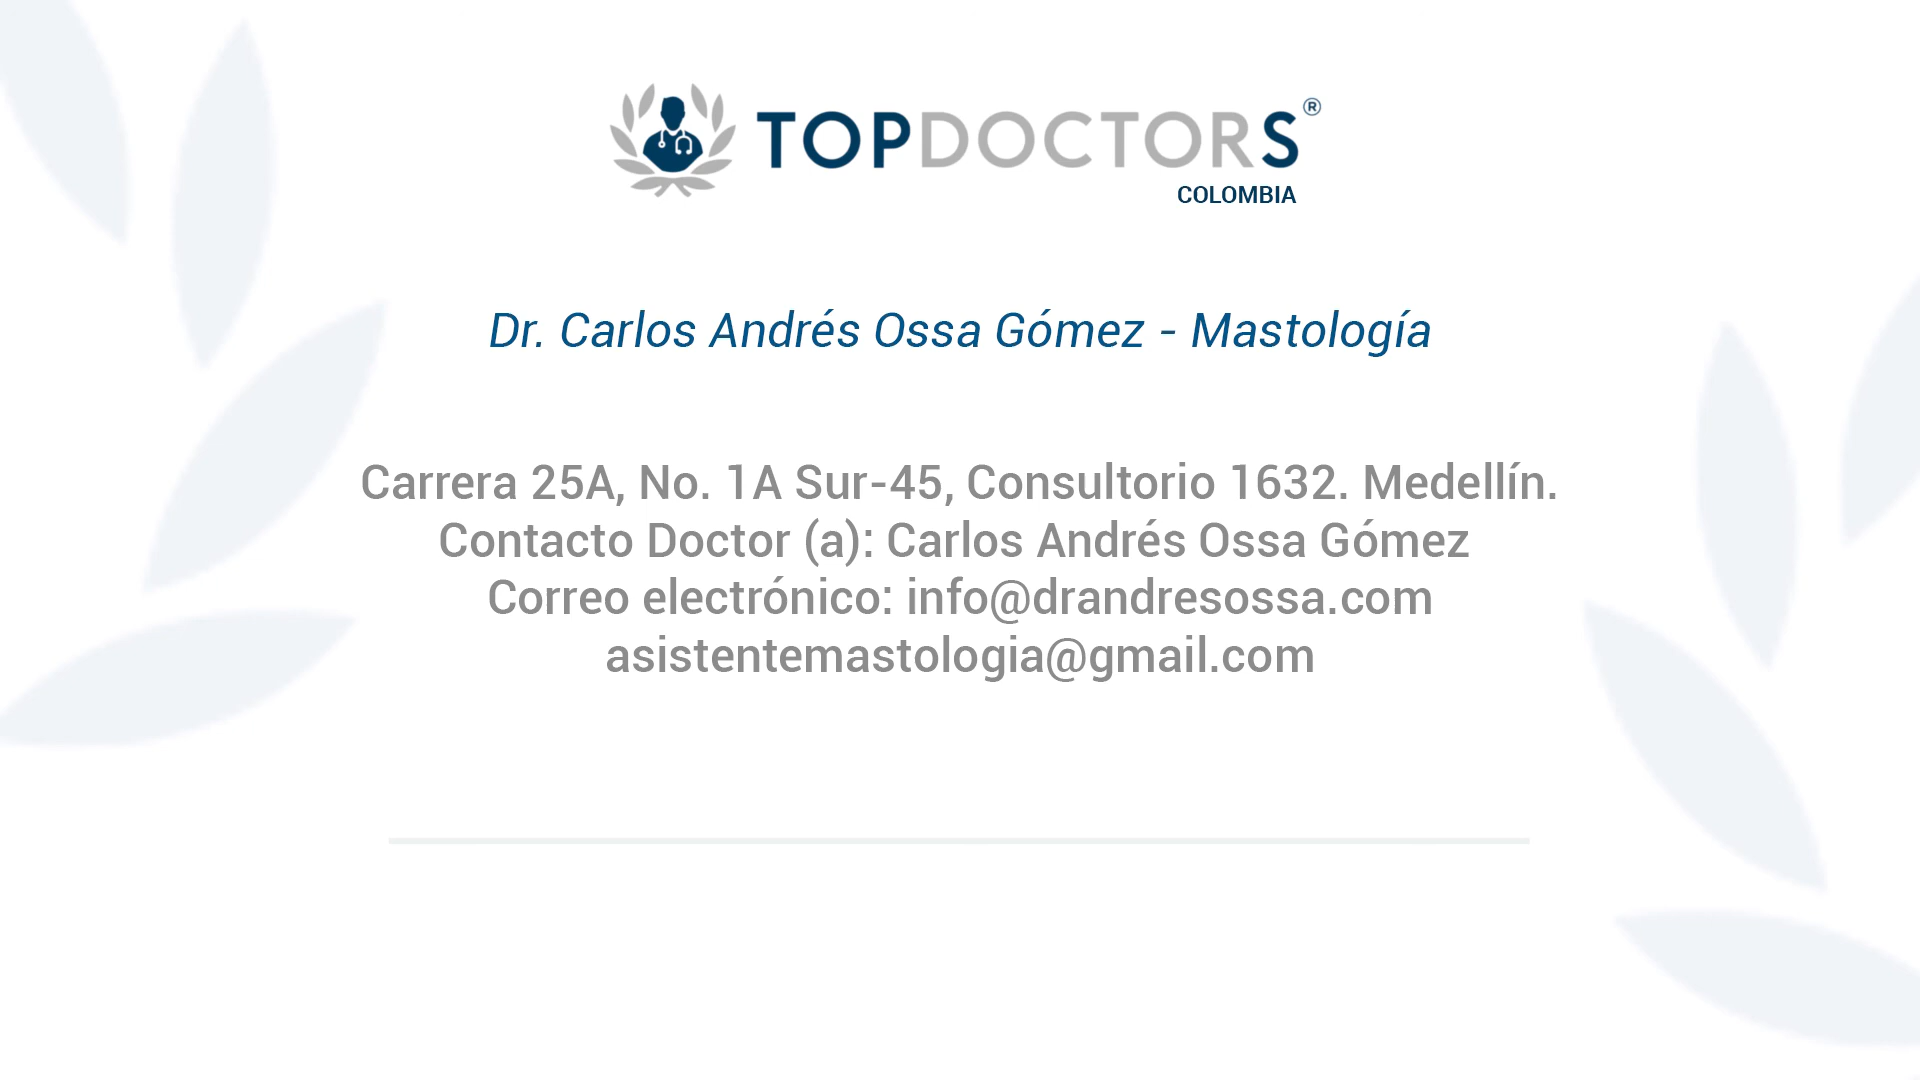 TOPDOCTORS®
COLOMBIA
Dr. Carlos Andrés Ossa Gómez - Mastología
Carrera 25A, No. 1A Sur-45, Consultorio 1632. Medellín.
Contacto Doctor (a): Carlos Andrés Ossa Gómez
Correo electrónico: info@drandresossa.com
asistentemastologia@gmail.com